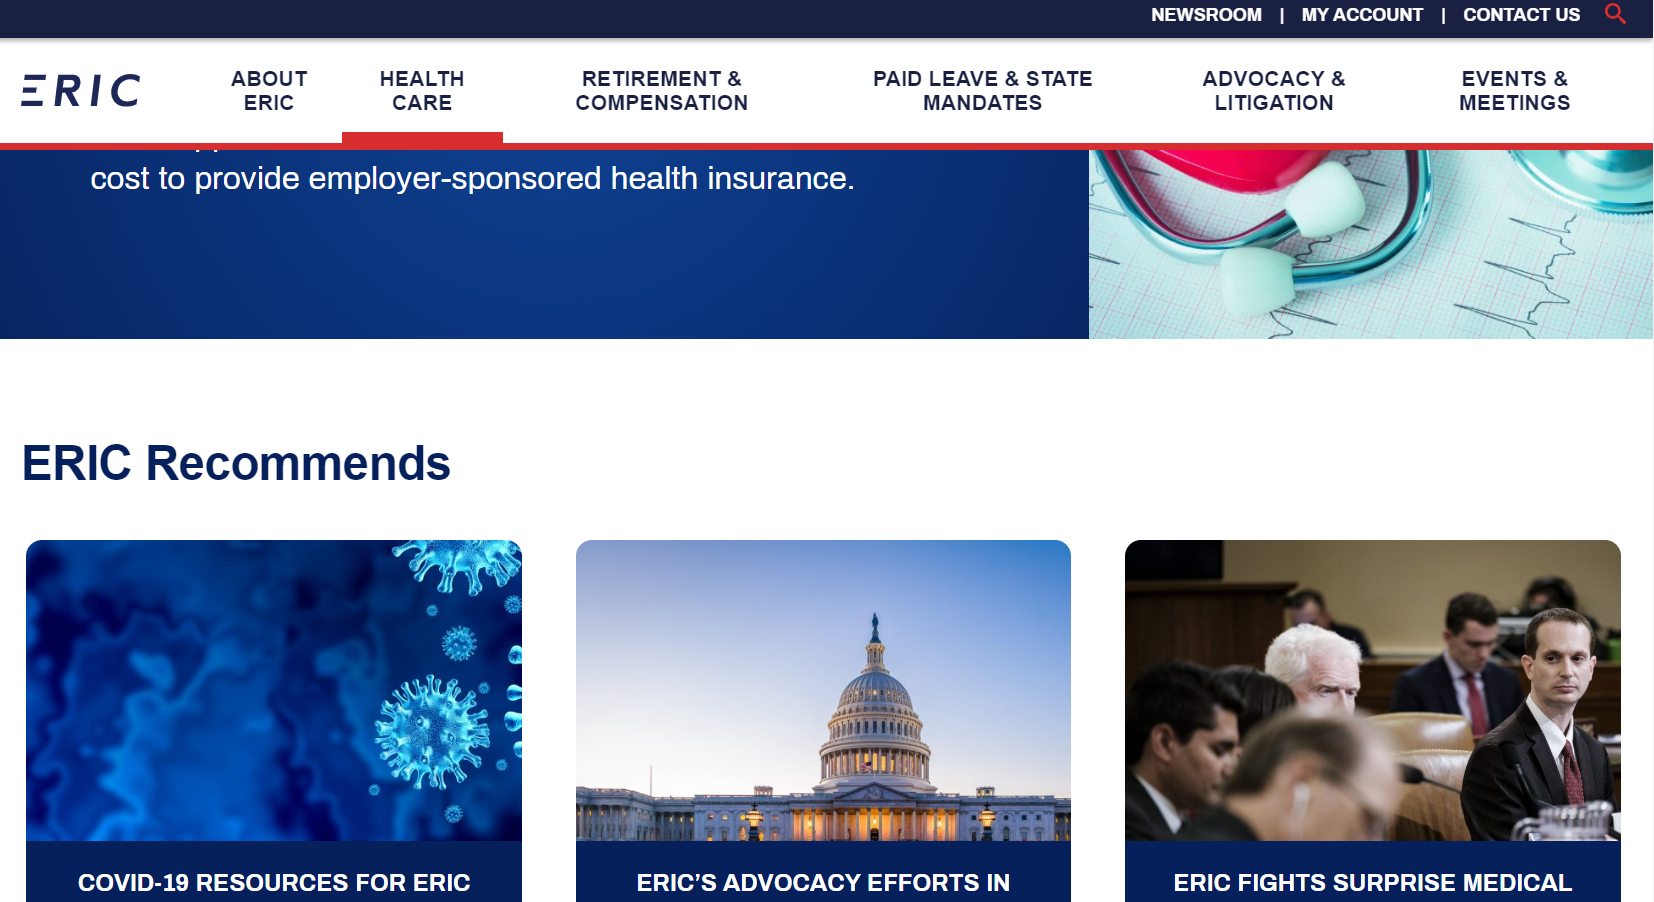 NEWSROOM | MY ACCOUNT | CONTACT US
ERIC
ABOUT
ERIC
HEALTH
CARE
RETIREMENT &
COMPENSATION
PAID LEAVE & STATE
MANDATES
ADVOCACY &
LITIGATION
EVENTS &
MEETINGS
cost to provide employer-sponsored health insurance.
ERIC Recommends
COVID-19 RESOURCES FOR ERIC
ERIC’S ADVOCACY EFFORTS IN
ERIC FIGHTS SURPRISE MEDICAL